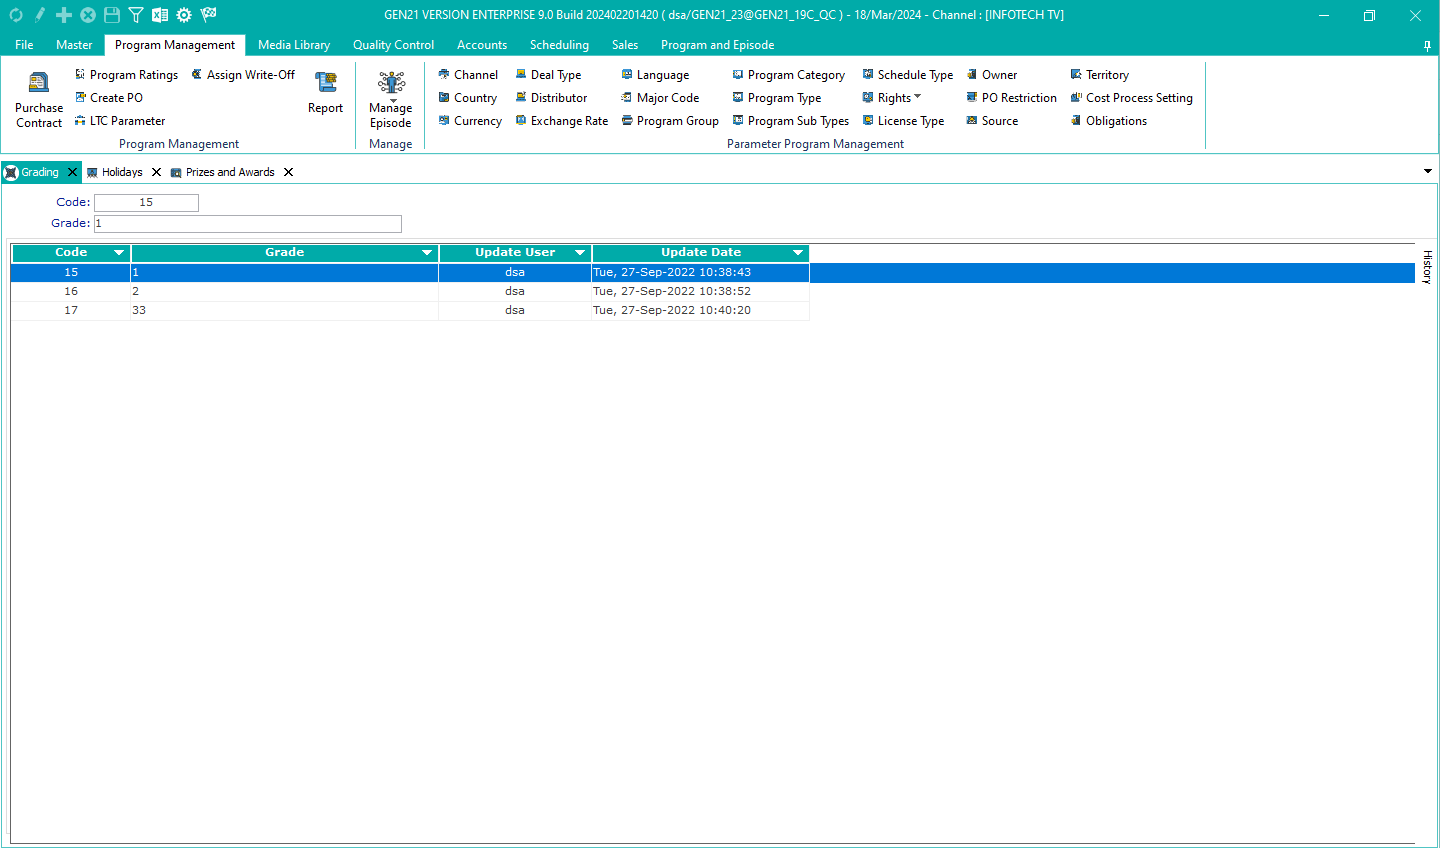 GEN21 VERSION ENTERPRISE 9.0 Build 202402201420 ( dsa/GEN21_23@GEN21_19C_QC ) - 18/Mar/2024 - Channel : [INFOTECH TV]
File Master Program Management Media Library Quality Control Accounts Scheduling Sales Program and Episode
Purchase Contract
Program Ratings
Create PO
LTC Parameter
Assign Write-Off
Report
Program Management
Manage Episode
Manage
Channel Deal Type Language Program Category Schedule Type Owner Territory
Country Distributor Major Code Program Type Rights PO Restriction Cost Process Setting
Currency Exchange Rate Program Group Program Sub Types License Type Source Obligations
Parameter Program Management
Grading Holidays Prizes and Awards
Code: 15
Grade: 1
Code Grade Update User Update Date
15 1 dsa Tue, 27-Sep-2022 10:38:43
16 2 dsa Tue, 27-Sep-2022 10:38:52
17 33 dsa Tue, 27-Sep-2022 10:40:20
History